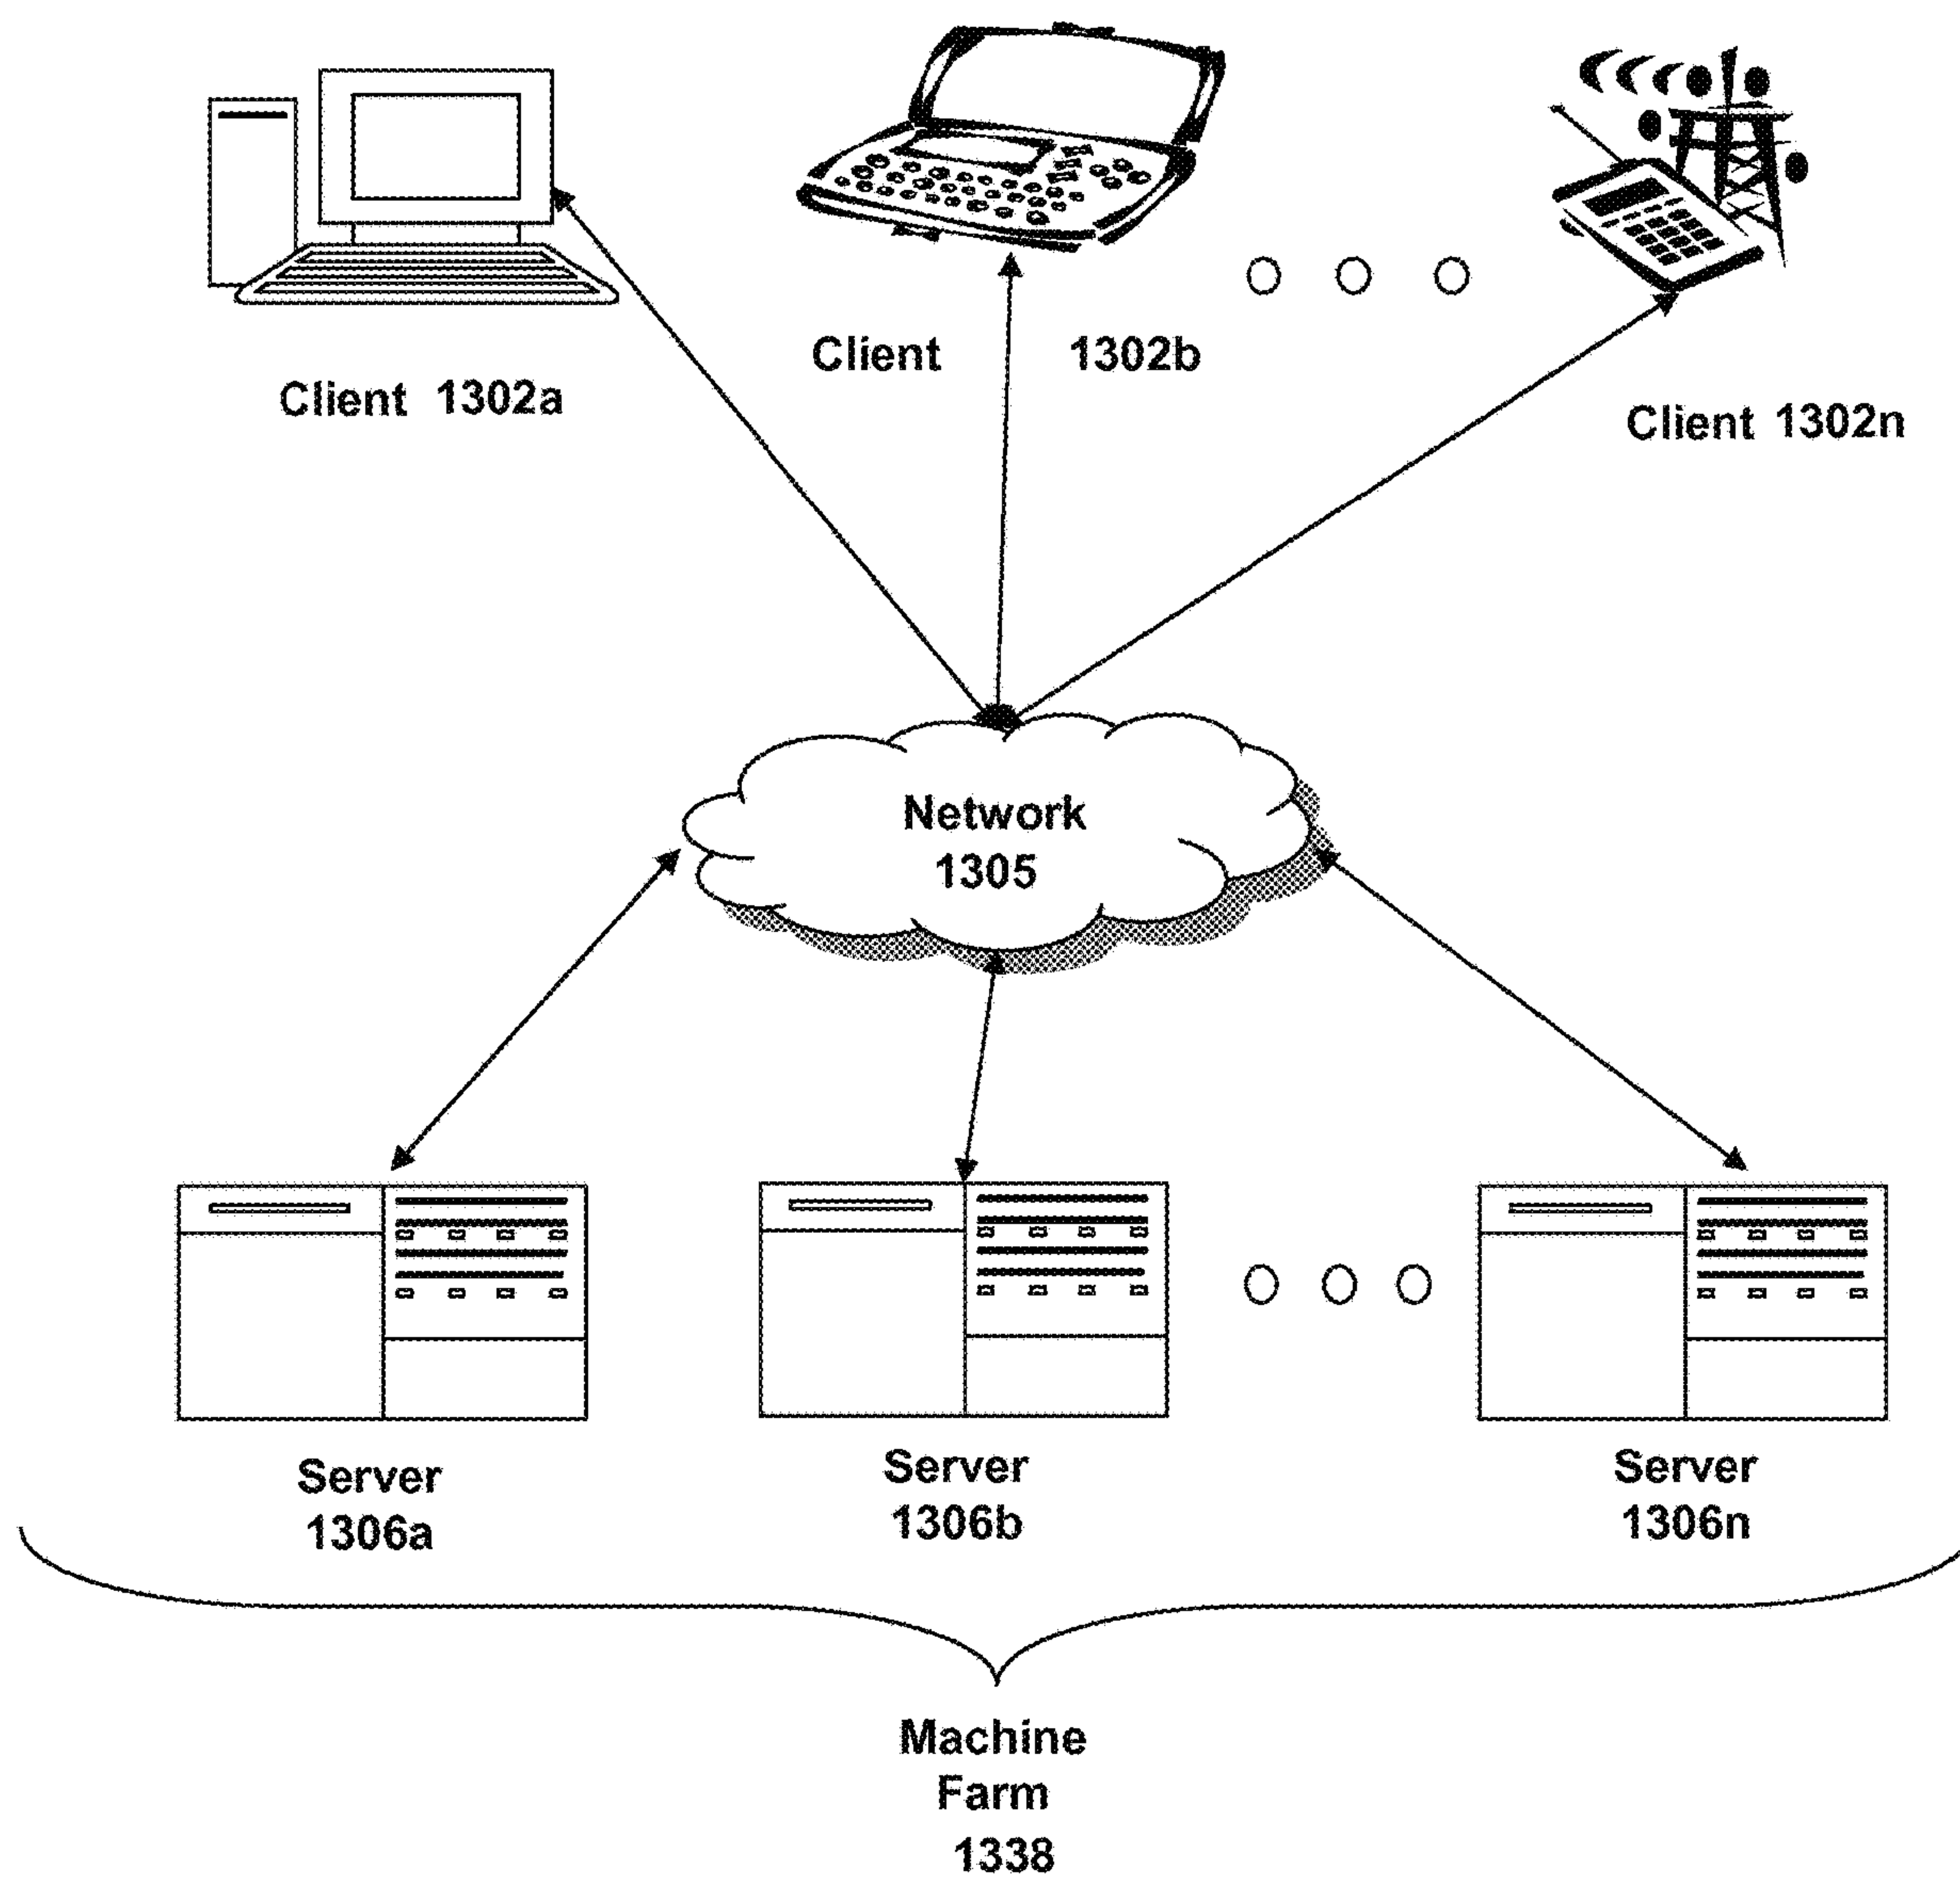 Client 1302a
Client 1302b
Client 1302n
Network
1305
Server
1306a
Server
1306b
Server
1306n
Machine
Farm
1338